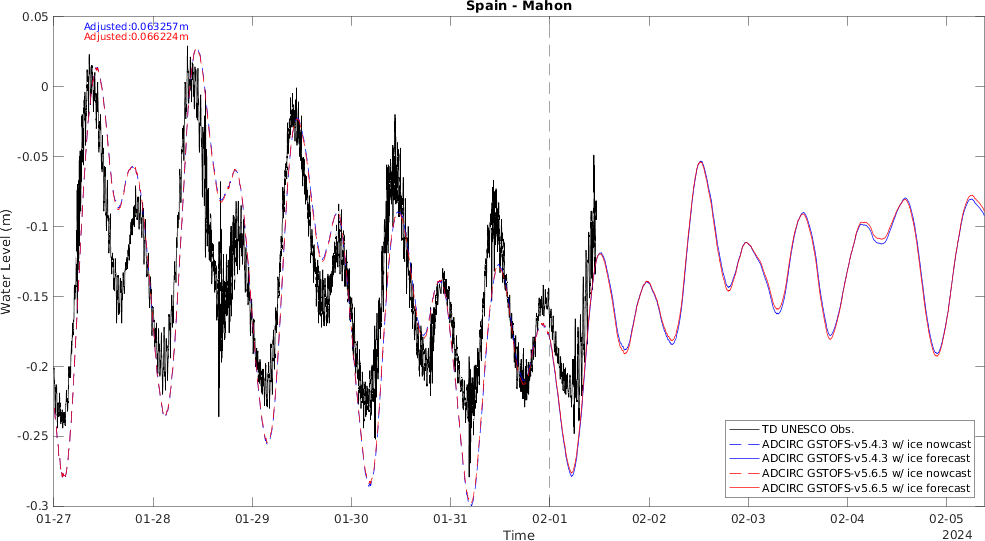 Spain - Mahon
Adjusted:0.063257m
Adjusted:0.066224m
Water Level (m)
0.05
0
-0.05
-0.1
-0.15
-0.2
-0.25
-0.3
01-27
01-28
01-29
01-30
01-31
02-01
02-02
02-03
02-04
02-05
2024
Time
TD UNESCO Obs.
ADCIRC GSTOFS-v5.4.3 w/ ice nowcast
ADCIRC GSTOFS-v5.4.3 w/ ice forecast
ADCIRC GSTOFS-v5.6.5 w/ ice nowcast
ADCIRC GSTOFS-v5.6.5 w/ ice forecast